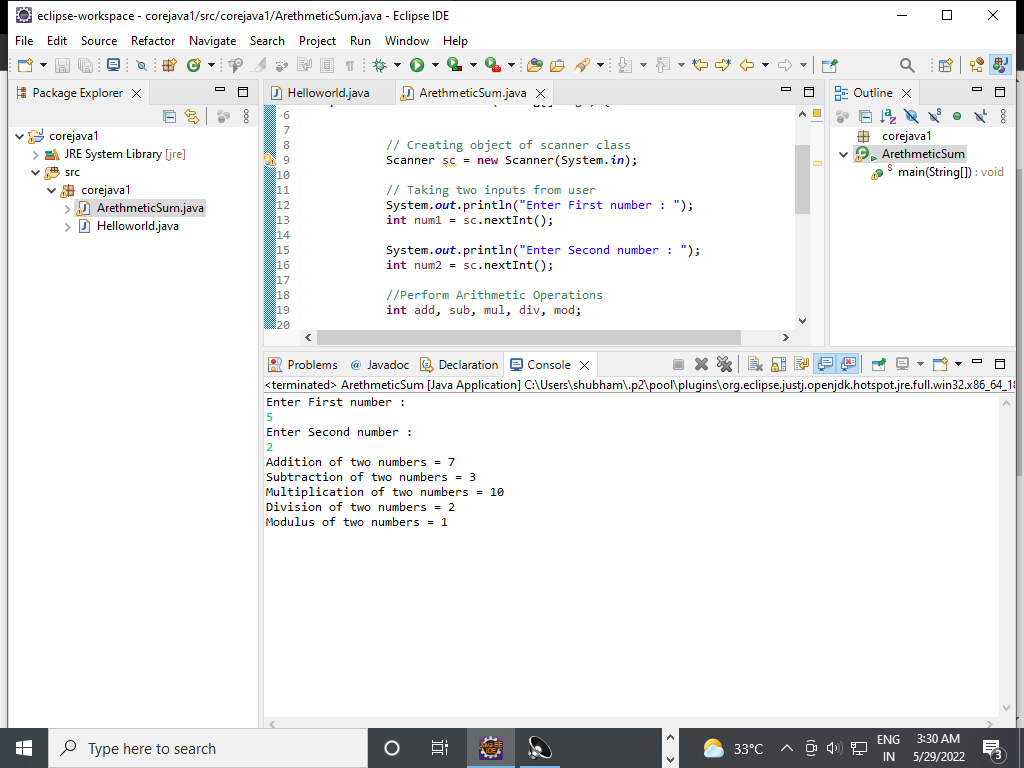 eclipse-workspace - corejava1/src/corejava1/ArethmeticSum.java - Eclipse IDE
File Edit Source Refactor Navigate Search Project Run Window Help
Package Explorer
corejava1
JRE System Library [jre]
src
corejava1
ArethmeticSum.java
Helloworld.java
Helloworld.java ArethmeticSum.java
6
7
8 // Creating object of scanner class
9 Scanner sc = new Scanner(System.in);
10
11 // Taking two inputs from user
12 System.out.println("Enter First number : ");
13 int num1 = sc.nextInt();
14
15 System.out.println("Enter Second number : ");
16 int num2 = sc.nextInt();
17
18 //Perform Arithmetic Operations
19 int add, sub, mul, div, mod;
20
Outline
corejava1
ArethmeticSum
main(String[]) : void
Problems @ Javadoc Declaration Console
<terminated> ArethmeticSum [Java Application] C:\Users\shubham\.p2\pool\plugins\org.eclipse.justj.openjdk.hotspot.jre.full.win32.x86_64_18
Enter First number :
5
Enter Second number :
2
Addition of two numbers = 7
Subtraction of two numbers = 3
Multiplication of two numbers = 10
Division of two numbers = 2
Modulus of two numbers = 1
Type here to search
33°C
ENG
IN
3:30 AM
5/29/2022
3